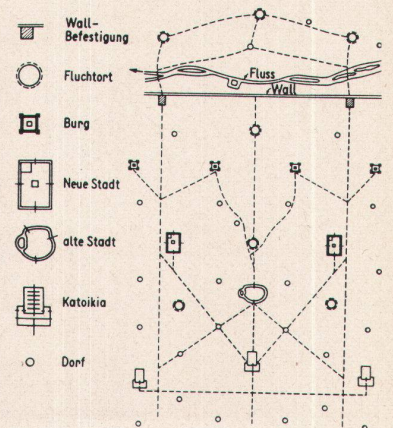 Wall-
Befestigung
Fluchtort
Burg
Neue Stadt
alte Stadt
Katoikia
Dorf
Fluss
Wall